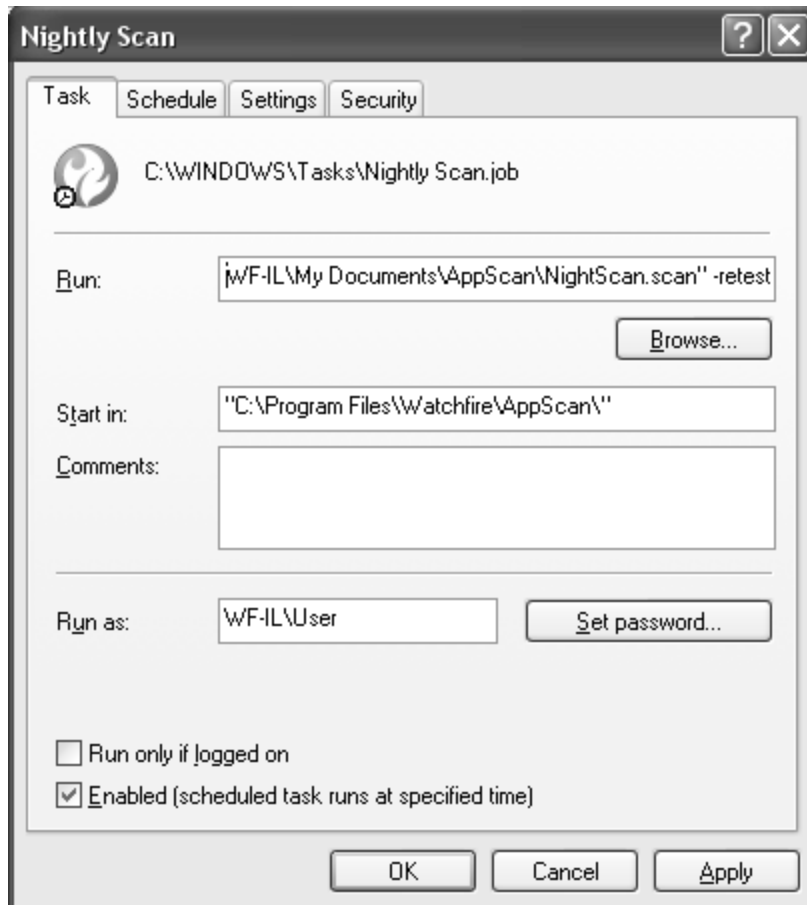 Nightly Scan
Task Schedule Settings Security
C:\WINDOWS\Tasks\Nightly Scan.job
Run: WF-IL\My Documents\AppScan\NightScan.scan" -retest
Browse...
Start in: "C:\Program Files\Watchfire\AppScan\"
Comments:
Run as: WF-IL\User Set password...
Run only if logged on
Enabled (scheduled task runs at specified time)
OK Cancel Apply